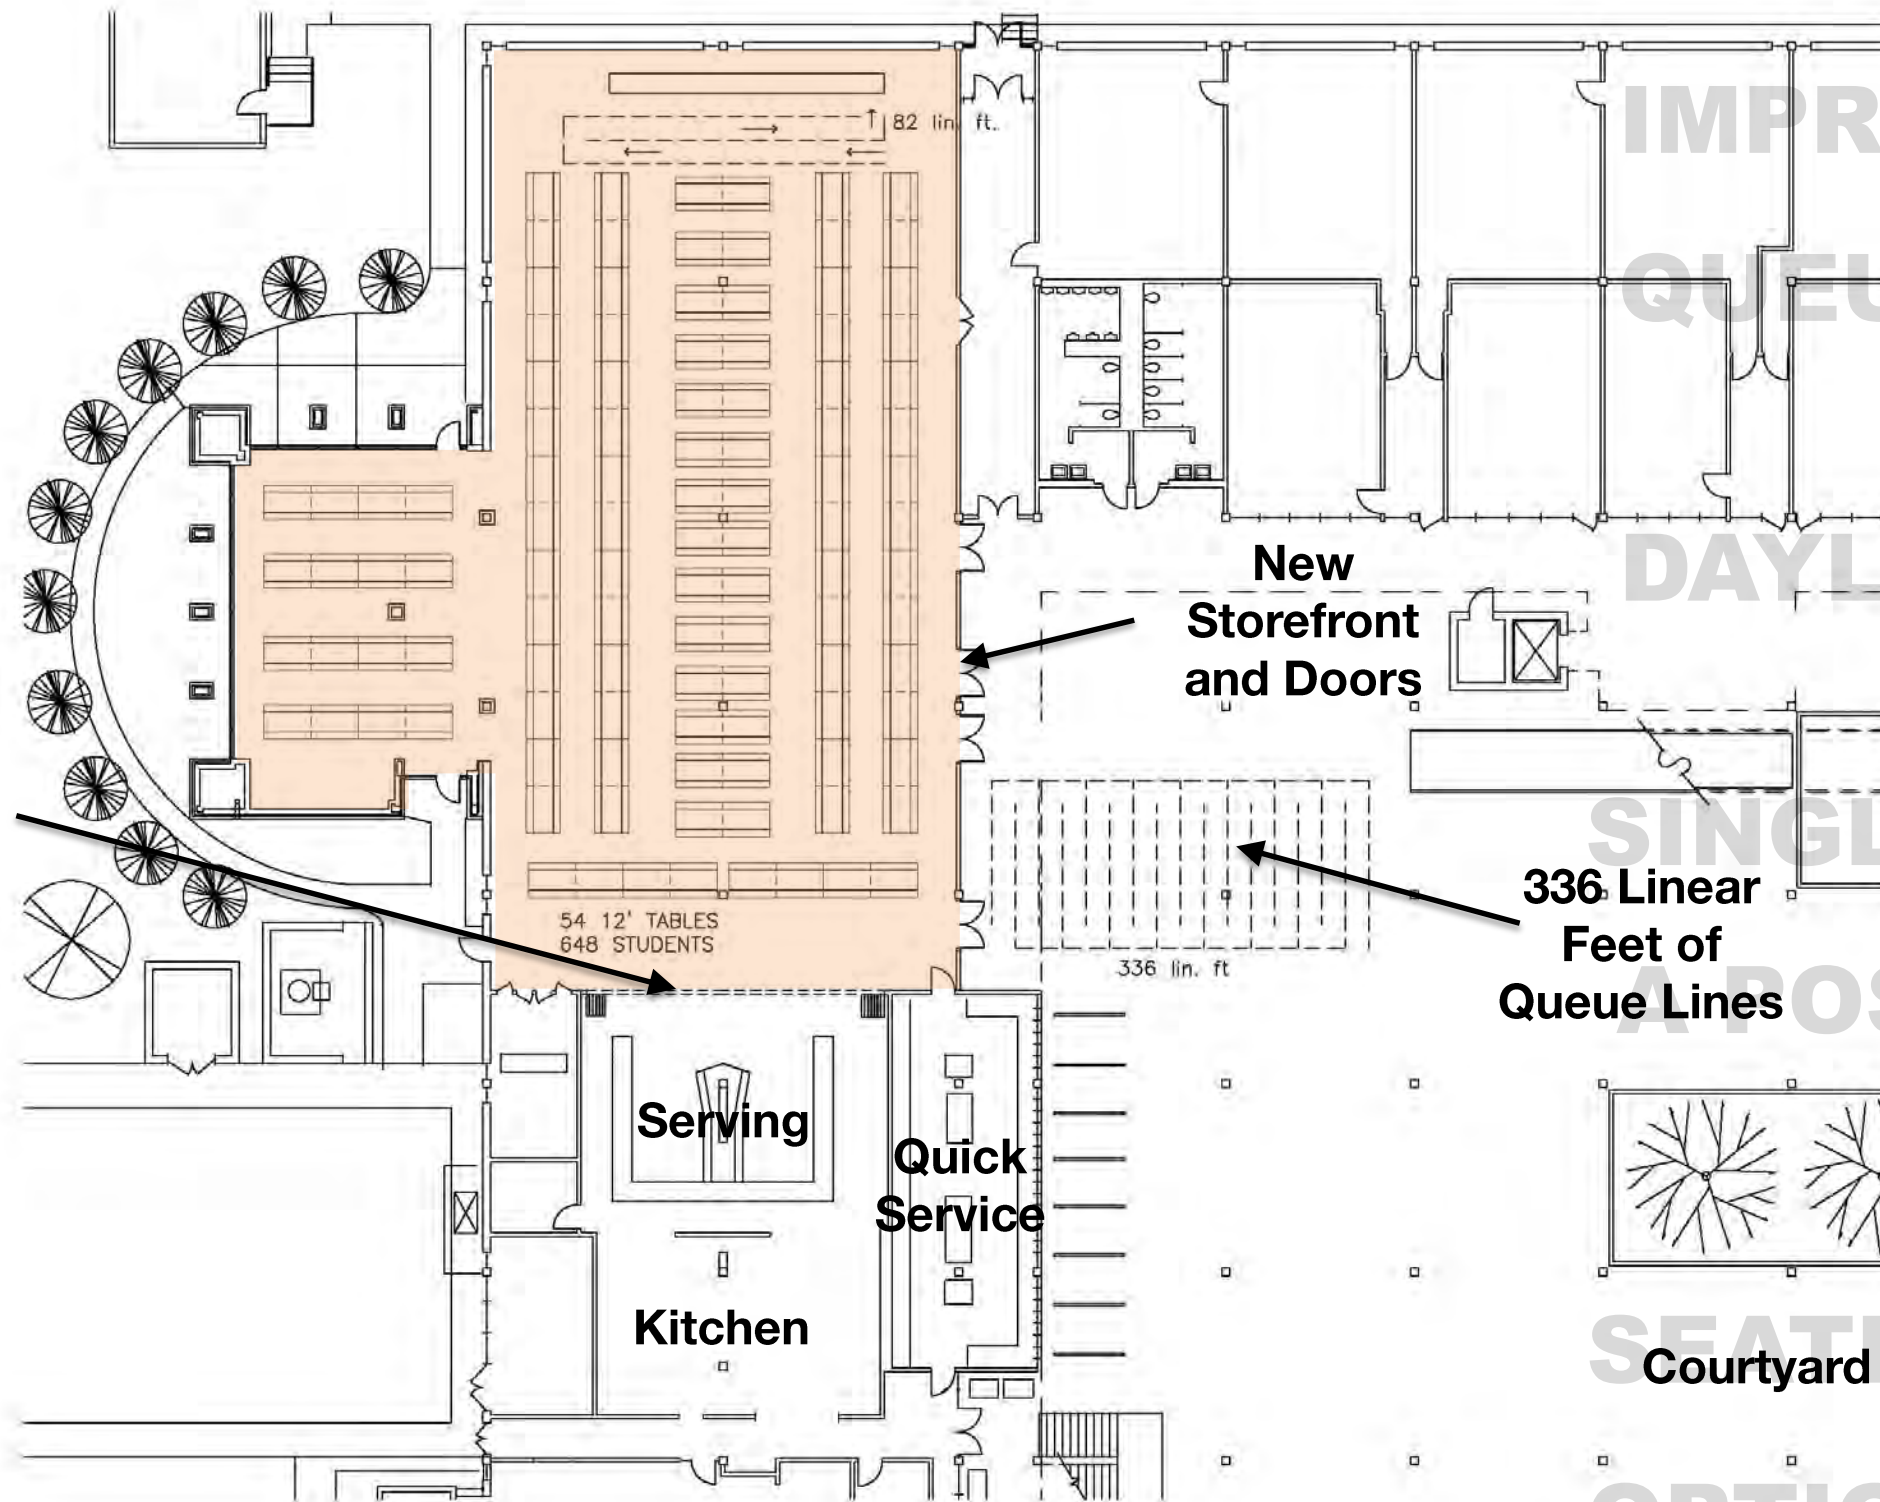 IMPR
82 lin. ft.
QUEU
New
Storefront
and Doors
DAYL
SINGL
336 Linear
Feet of
Queue Lines
54 12' TABLES
648 STUDENTS
336 lin. ft
A POS
Serving
Quick
Service
Kitchen
SEATI
Courtyard
OPTIO